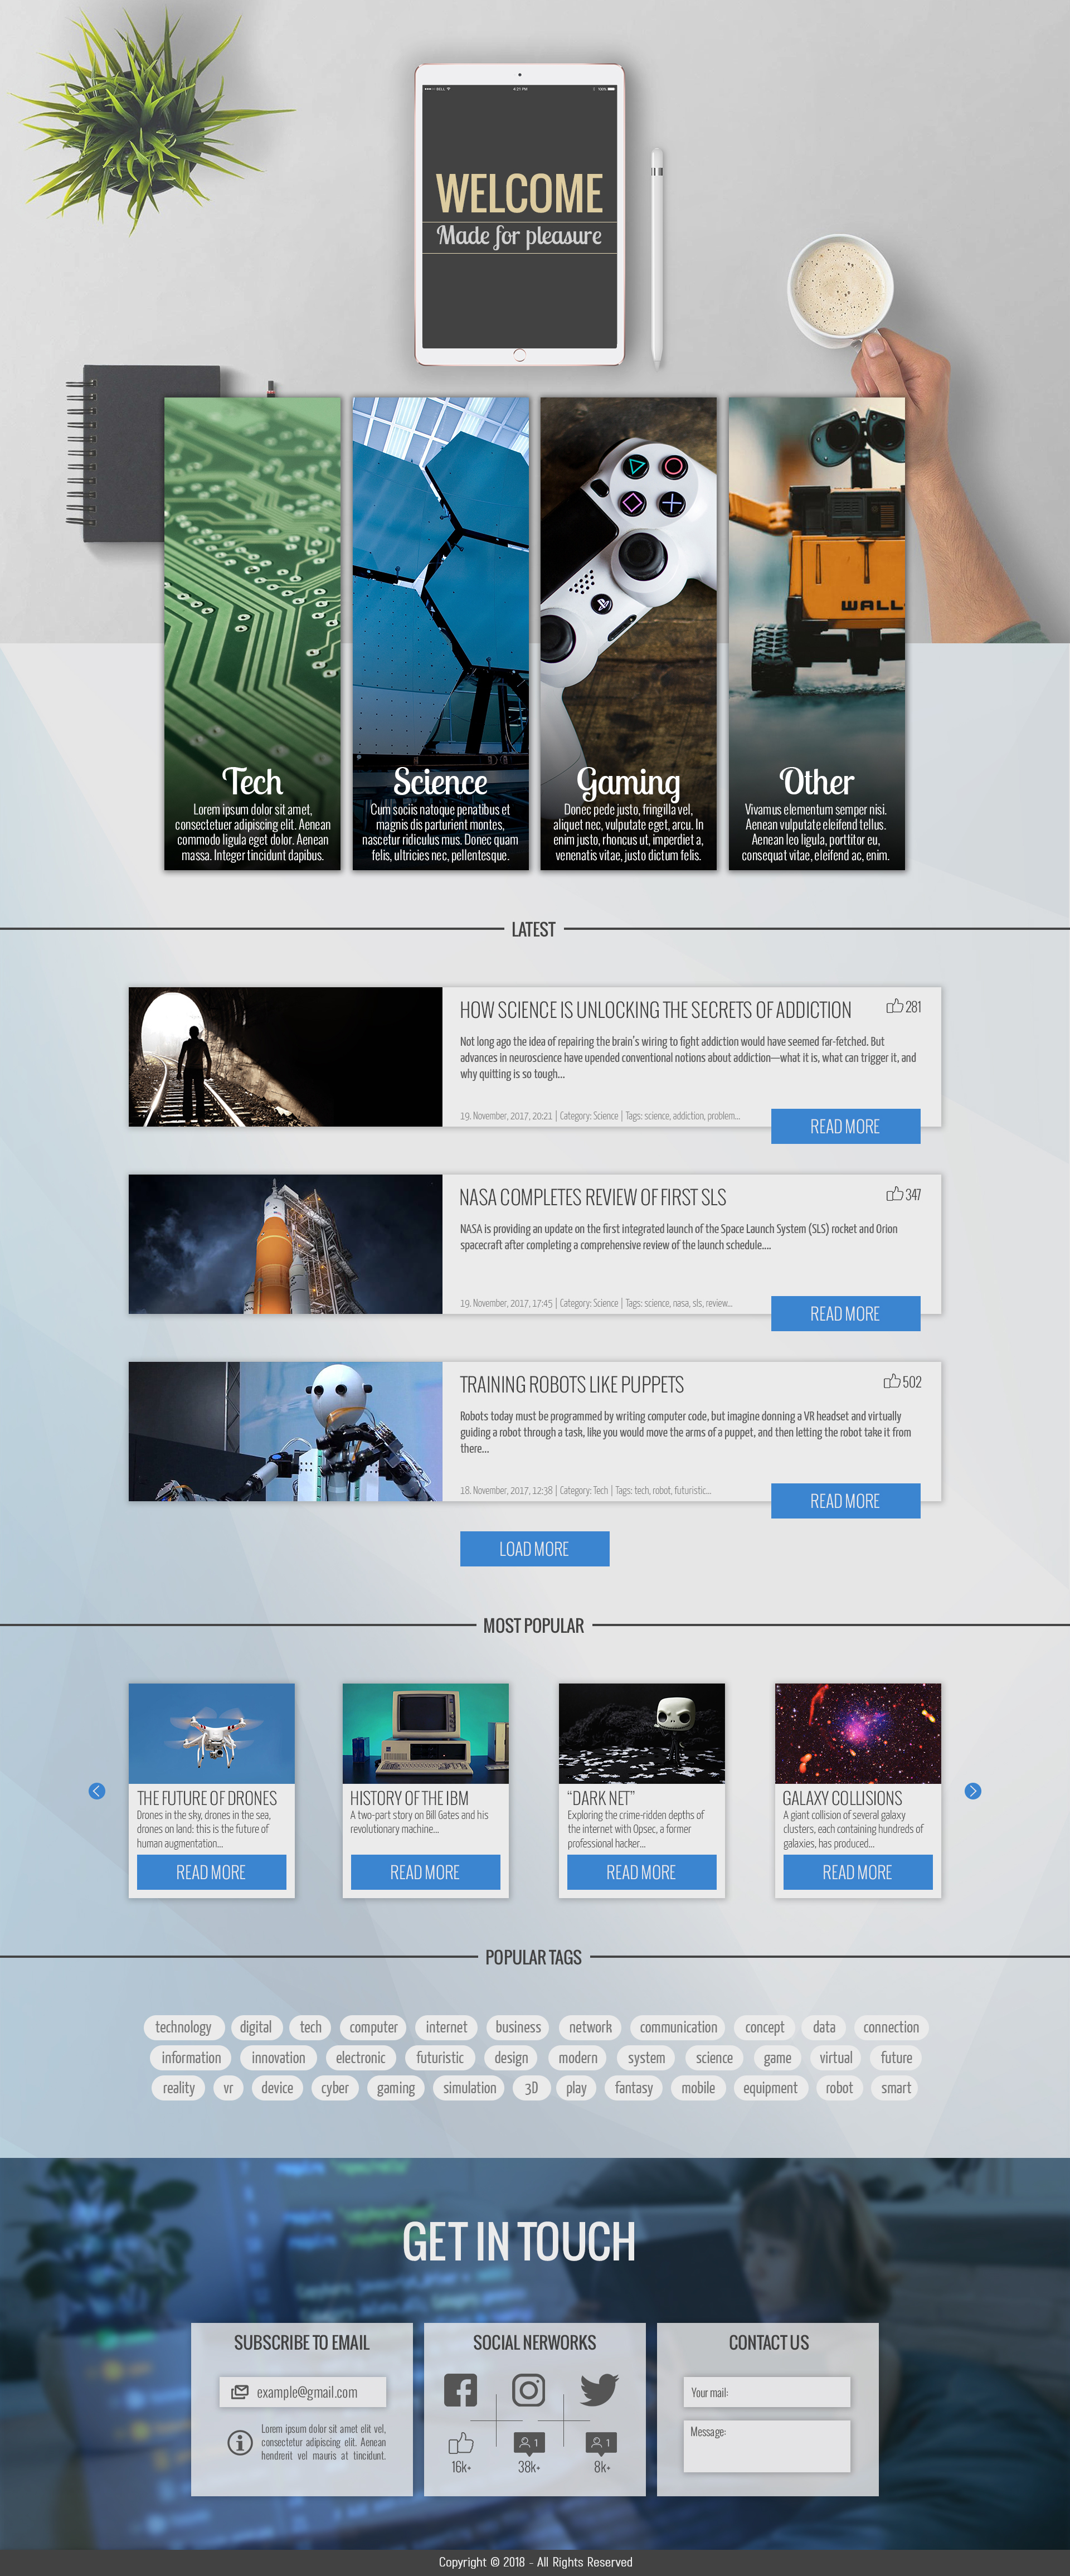 BELL 4:21 PM 100%
WELCOME
Made for pleasure
WALL
Tech
Lorem ipsum dolor sit amet,
consectetuer adipiscing elit. Aenean
commodo ligula eget dolor. Aenean
massa. Integer tincidunt dapibus.
Science
Cum sociis natoque penatibus et
magnis dis parturient montes,
nascetur ridiculus mus. Donec quam
felis, ultricies nec, pellentesque.
Gaming
Donec pede justo, fringilla vel,
aliquet nec, vulputate eget, arcu. In
enim justo, rhoncus ut, imperdiet a,
venenatis vitae, justo dictum felis.
Other
Vivamus elementum semper nisi.
Aenean vulputate eleifend tellus.
Aenean leo ligula, porttitor eu,
consequat vitae, eleifend ac, enim.
LATEST
HOW SCIENCE IS UNLOCKING THE SECRETS OF ADDICTION
281
Not long ago the idea of repairing the brain's wiring to fight addiction would have seemed far-fetched. But
advances in neuroscience have upended conventional notions about addiction—what it is, what can trigger it, and
why quitting is so tough...
19. November, 2017, 20:21 | Category: Science | Tags: science, addiction, problem...
READ MORE
NASA COMPLETES REVIEW OF FIRST SLS
347
NASA is providing an update on the first integrated launch of the Space Launch System (SLS) rocket and Orion
spacecraft after completing a comprehensive review of the launch schedule....
19. November, 2017, 17:45 | Category: Science | Tags: science, nasa, sls, review...
READ MORE
TRAINING ROBOTS LIKE PUPPETS
502
Robots today must be programmed by writing computer code, but imagine donning a VR headset and virtually
guiding a robot through a task, like you would move the arms of a puppet, and then letting the robot take it from
there...
18. November, 2017, 12:38 | Category: Tech | Tags: tech, robot, futuristic...
READ MORE
LOAD MORE
MOST POPULAR
THE FUTURE OF DRONES
Drones in the sky, drones in the sea,
drones on land: this is the future of
human augmentation...
READ MORE
HISTORY OF THE IBM
A two-part story on Bill Gates and his
revolutionary machine...
READ MORE
“DARK NET”
Exploring the crime-ridden depths of
the internet with Opsec, a former
professional hacker...
READ MORE
GALAXY COLLISIONS
A giant collision of several galaxy
clusters, each containing hundreds of
galaxies, has produced...
READ MORE
POPULAR TAGS
technology digital tech computer internet business network communication concept data connection
information innovation electronic futuristic design modern system science game virtual future
reality vr device cyber gaming simulation 3D play fantasy mobile equipment robot smart
GET IN TOUCH
SUBSCRIBE TO EMAIL
example@gmail.com
Lorem ipsum dolor sit amet elit vel,
consectetur adipiscing elit. Aenean
hendrerit vel mauris at tincidunt.
SOCIAL NERWORKS
1 1
16k+ 38k+ 8k+
CONTACT US
Your mail:
Message:
Copyright © 2018 - All Rights Reserved